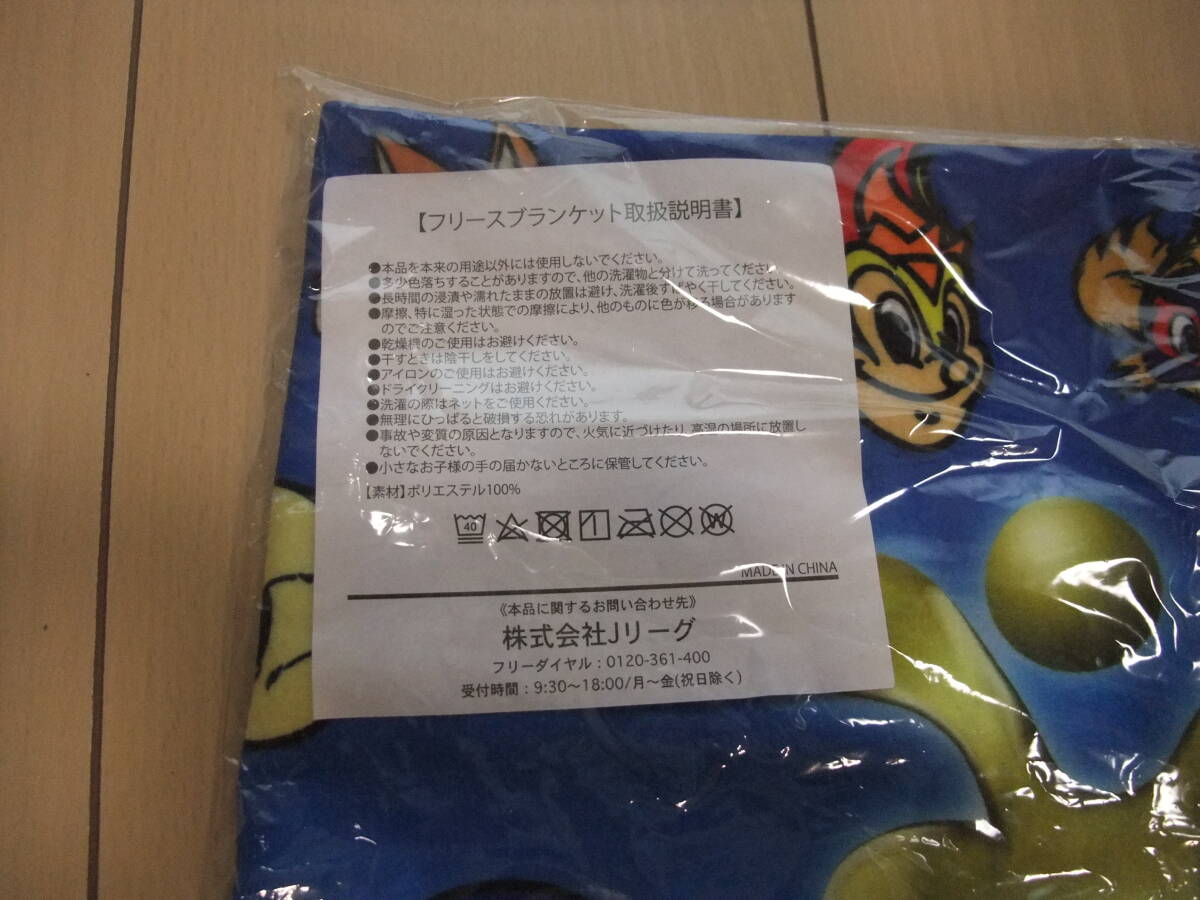 【フリースブランケット取扱説明書】
●本品を本来の用途以外には使用しないでください。
●多少色落ちすることがありますので、他の洗濯物と分けて洗ってください
●長時間の浸漬や濡れたままの放置は避け、洗濯後すばやく干してください。
●摩擦、特に湿った状態での摩擦により、他のものに色が移る場合があります
のでご注意ください。
●乾燥機のご使用はお避けください。
●干すときは陰干しをしてください。
●アイロンのご使用はお避けください。
●ドライクリーニングはお避けください。
●洗濯の際はネットをご使用ください。
●無理にひっぱると破損する恐れがあります。
●事故や変質の原因となりますので、火気に近づけたり、高温の場所に放置し
ないでください。
●小さなお子様の手の届かないところに保管してください。
【素材】ポリエステル100%
40 W
MADE IN CHINA
《本品に関するお問い合わせ先》
株式会社Jリーグ
フリーダイヤル：0120-361-400
受付時間：9:30～18:00/月～金(祝日除く)